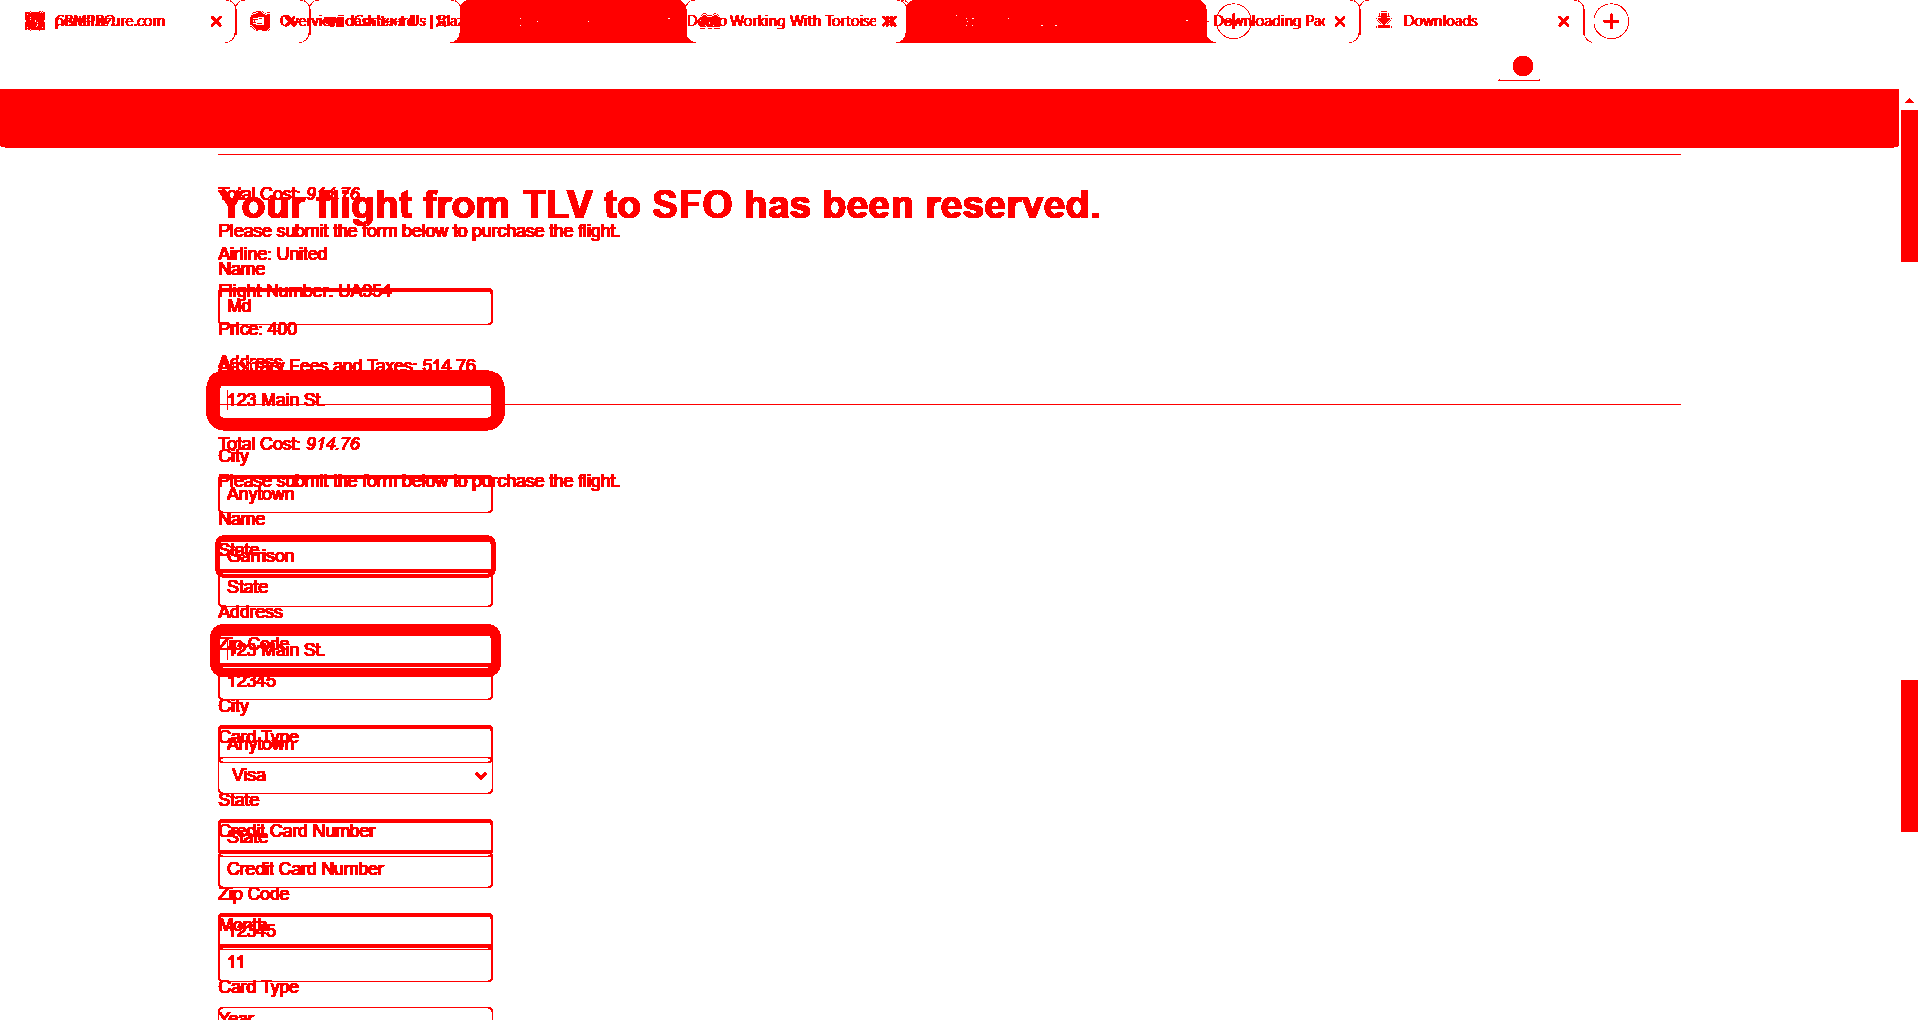 Working With Tortoise
Downloading Pac
Downloads
Total Cost: 914.76
Your flight from TLV to SFO has been reserved.
Please submit the form below to purchase the flight.
Airline: United
Name
Flight Number: UA954
Md
Price: 400
Address
Fees and Taxes: 514.76
123 Main St.
Total Cost: 914.76
City
Please submit the form below to purchase the flight.
Anytown
Name
State
Garrison
State
Address
Zip Code
123 Main St.
12345
City
Card Type
Anytown
Visa
State
Credit Card Number
State
Credit Card Number
Zip Code
Month
12345
11
Card Type
Year